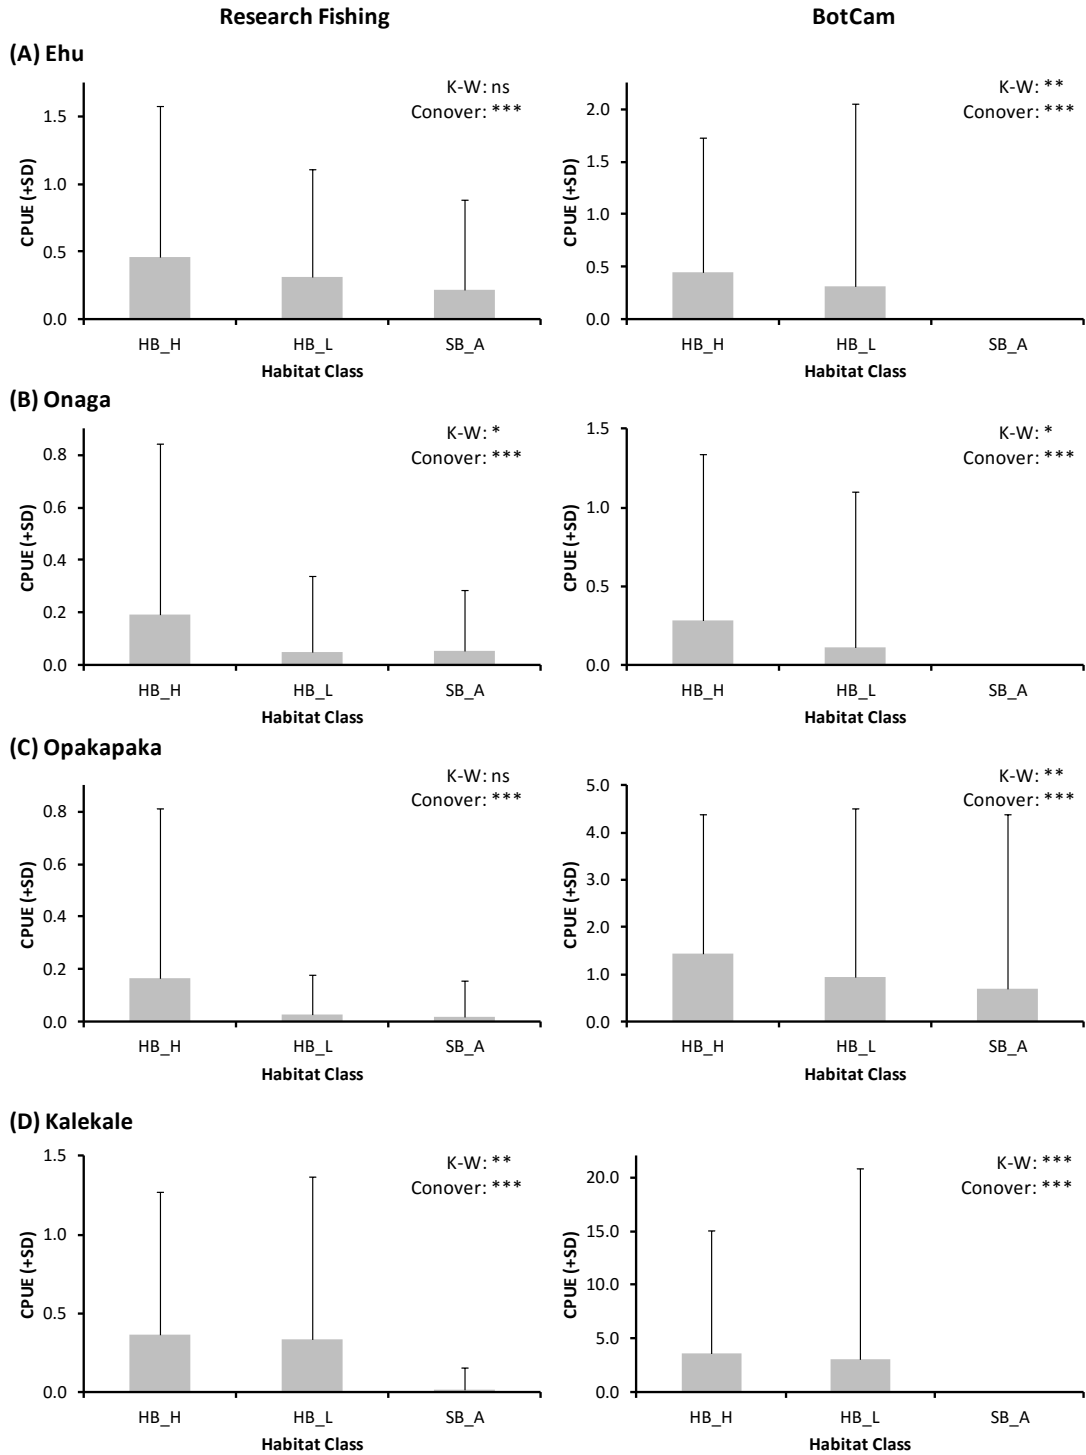 Research Fishing
BotCam
(A) Ehu
K-W: ns
Conover: ***
CPUE (+SD)
1.5
1.0
0.5
0.0
HB_H HB_L SB_A
Habitat Class
K-W: **
Conover: ***
CPUE (+SD)
2.0
1.5
1.0
0.5
0.0
HB_H HB_L SB_A
Habitat Class
(B) Onaga
K-W: *
Conover: ***
CPUE (+SD)
0.8
0.6
0.4
0.2
0.0
HB_H HB_L SB_A
Habitat Class
K-W: *
Conover: ***
CPUE (+SD)
1.5
1.0
0.5
0.0
HB_H HB_L SB_A
Habitat Class
(C) Opakapaka
K-W: ns
Conover: ***
CPUE (+SD)
0.8
0.6
0.4
0.2
0.0
HB_H HB_L SB_A
Habitat Class
K-W: **
Conover: ***
CPUE (+SD)
5.0
4.0
3.0
2.0
1.0
0.0
HB_H HB_L SB_A
Habitat Class
(D) Kalekale
K-W: **
Conover: ***
CPUE (+SD)
1.5
1.0
0.5
0.0
HB_H HB_L SB_A
Habitat Class
K-W: ***
Conover: ***
CPUE (+SD)
20.0
15.0
10.0
5.0
0.0
HB_H HB_L SB_A
Habitat Class